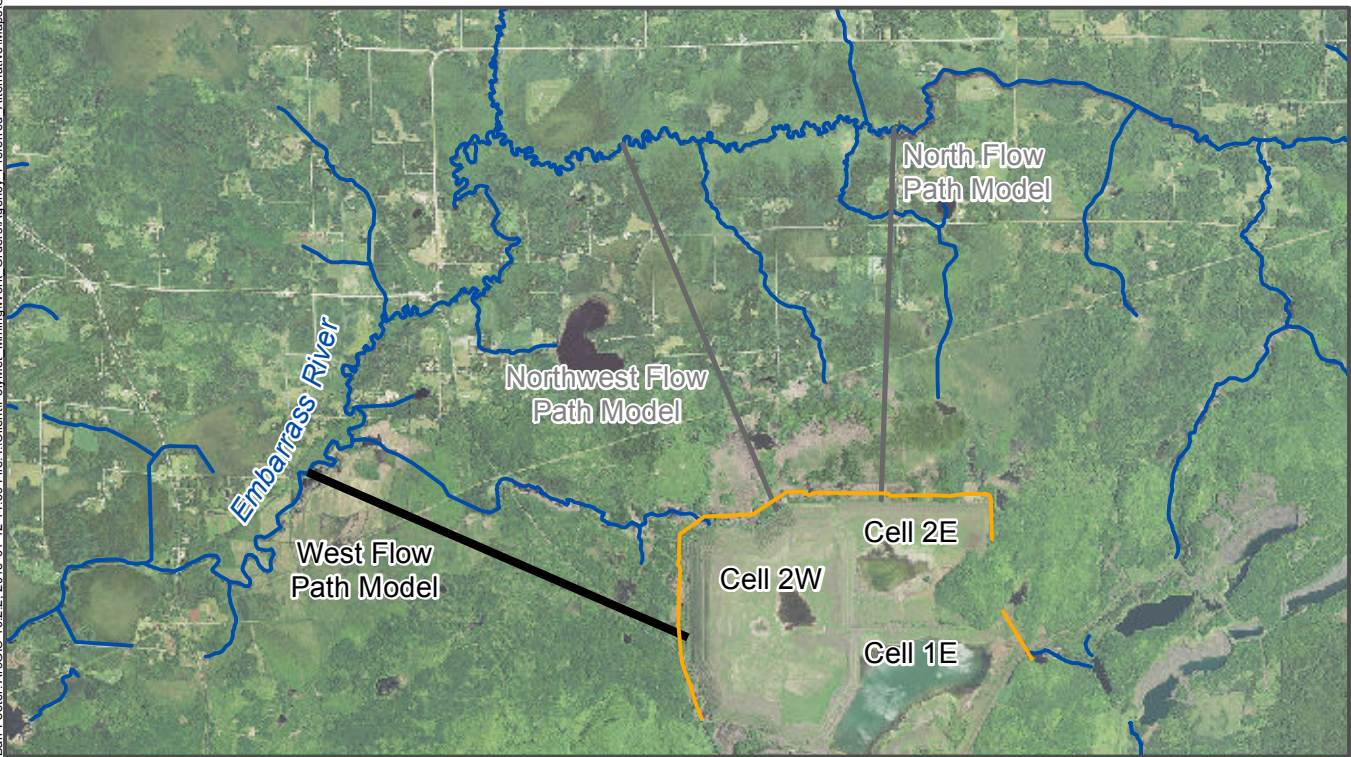 North Flow
Path Model
Northwest Flow
Path Model
Embarrass River
West Flow
Path Model
Cell 2E
Cell 2W
Cell 1E